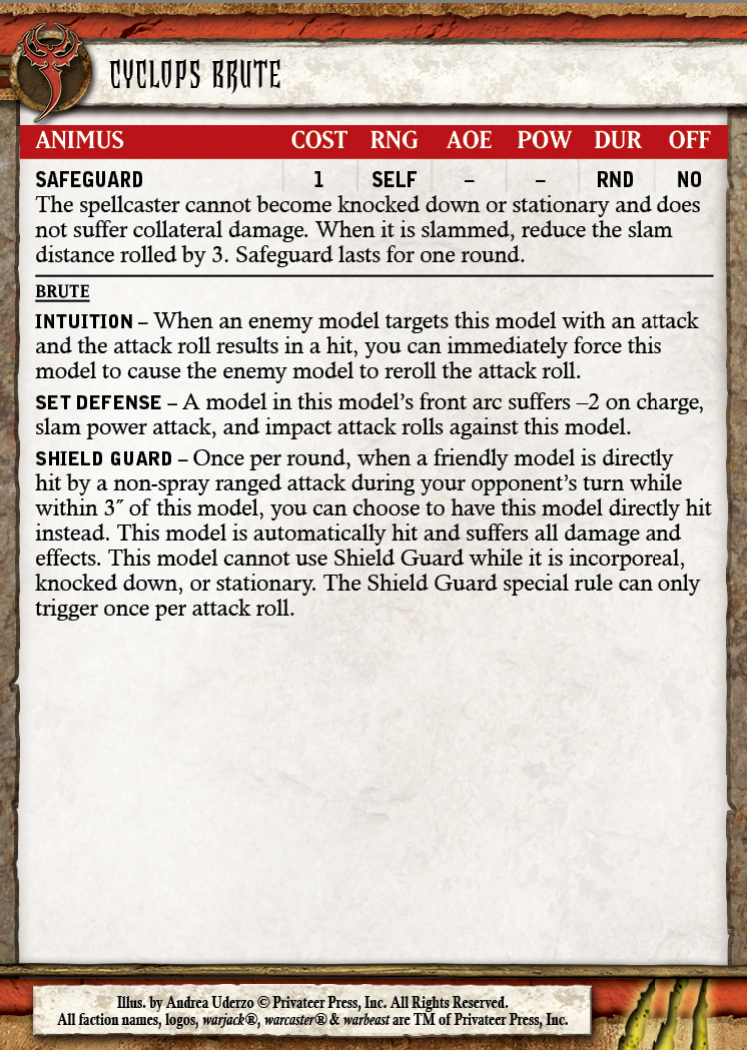 CYCLOPS BRUTE
ANIMUS COST RNG AOE POW DUR OFF
SAFEGUARD 1 SELF – – RND NO
The spellcaster cannot become knocked down or stationary and does
not suffer collateral damage. When it is slammed, reduce the slam
distance rolled by 3. Safeguard lasts for one round.
BRUTE
INTUITION – When an enemy model targets this model with an attack
and the attack roll results in a hit, you can immediately force this
model to cause the enemy model to reroll the attack roll.
SET DEFENSE – A model in this model’s front arc suffers –2 on charge,
slam power attack, and impact attack rolls against this model.
SHIELD GUARD – Once per round, when a friendly model is directly
hit by a non-spray ranged attack during your opponent’s turn while
within 3˝ of this model, you can choose to have this model directly hit
instead. This model is automatically hit and suffers all damage and
effects. This model cannot use Shield Guard while it is incorporeal,
knocked down, or stationary. The Shield Guard special rule can only
trigger once per attack roll.
Illus. by Andrea Uderzo © Privateer Press, Inc. All Rights Reserved.
All faction names, logos, warjack®, warcaster® & warbeast are TM of Privateer Press, Inc.